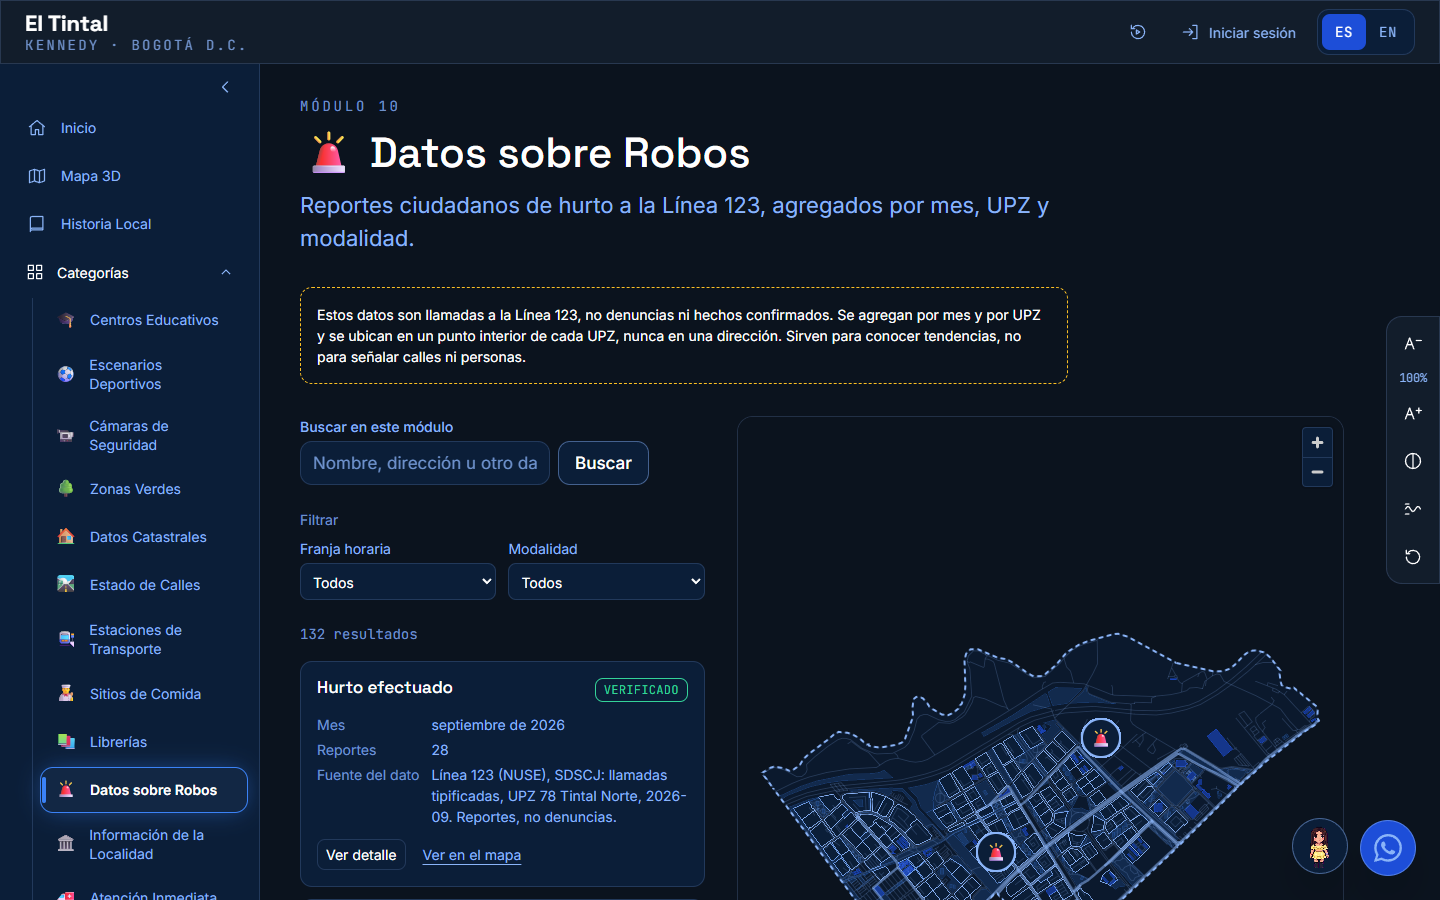 El Tintal
KENNEDY · BOGOTÁ D.C.
Iniciar sesión
ES
EN
Inicio
Mapa 3D
Historia Local
Categorías
Centros Educativos
Escenarios
Deportivos
Cámaras de
Seguridad
Zonas Verdes
Datos Catastrales
Estado de Calles
Estaciones de
Transporte
Sitios de Comida
Librerías
Datos sobre Robos
Información de la
Localidad
Atención Inmediata
MÓDULO 10
Datos sobre Robos
Reportes ciudadanos de hurto a la Línea 123, agregados por mes, UPZ y
modalidad.
Estos datos son llamadas a la Línea 123, no denuncias ni hechos confirmados. Se agregan por mes y por UPZ
y se ubican en un punto interior de cada UPZ, nunca en una dirección. Sirven para conocer tendencias, no
para señalar calles ni personas.
Buscar en este módulo
Nombre, dirección u otro da
Buscar
Filtrar
Franja horaria
Modalidad
Todos
Todos
132 resultados
Hurto efectuado
VERIFICADO
Mes
septiembre de 2026
Reportes
28
Fuente del dato
Línea 123 (NUSE), SDSCJ: llamadas
tipificadas, UPZ 78 Tintal Norte, 2026-
09. Reportes, no denuncias.
Ver detalle
Ver en el mapa
+
−
A−
100%
A+